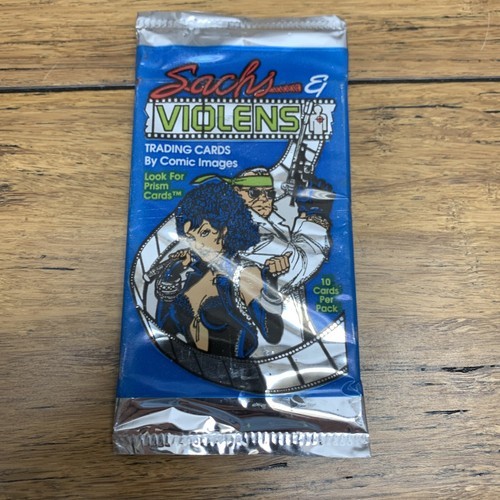 Sachs &
VIOLENS
TRADING CARDS
By Comic Images
Look For
Prism
Cards™
10
Cards
Per
Pack